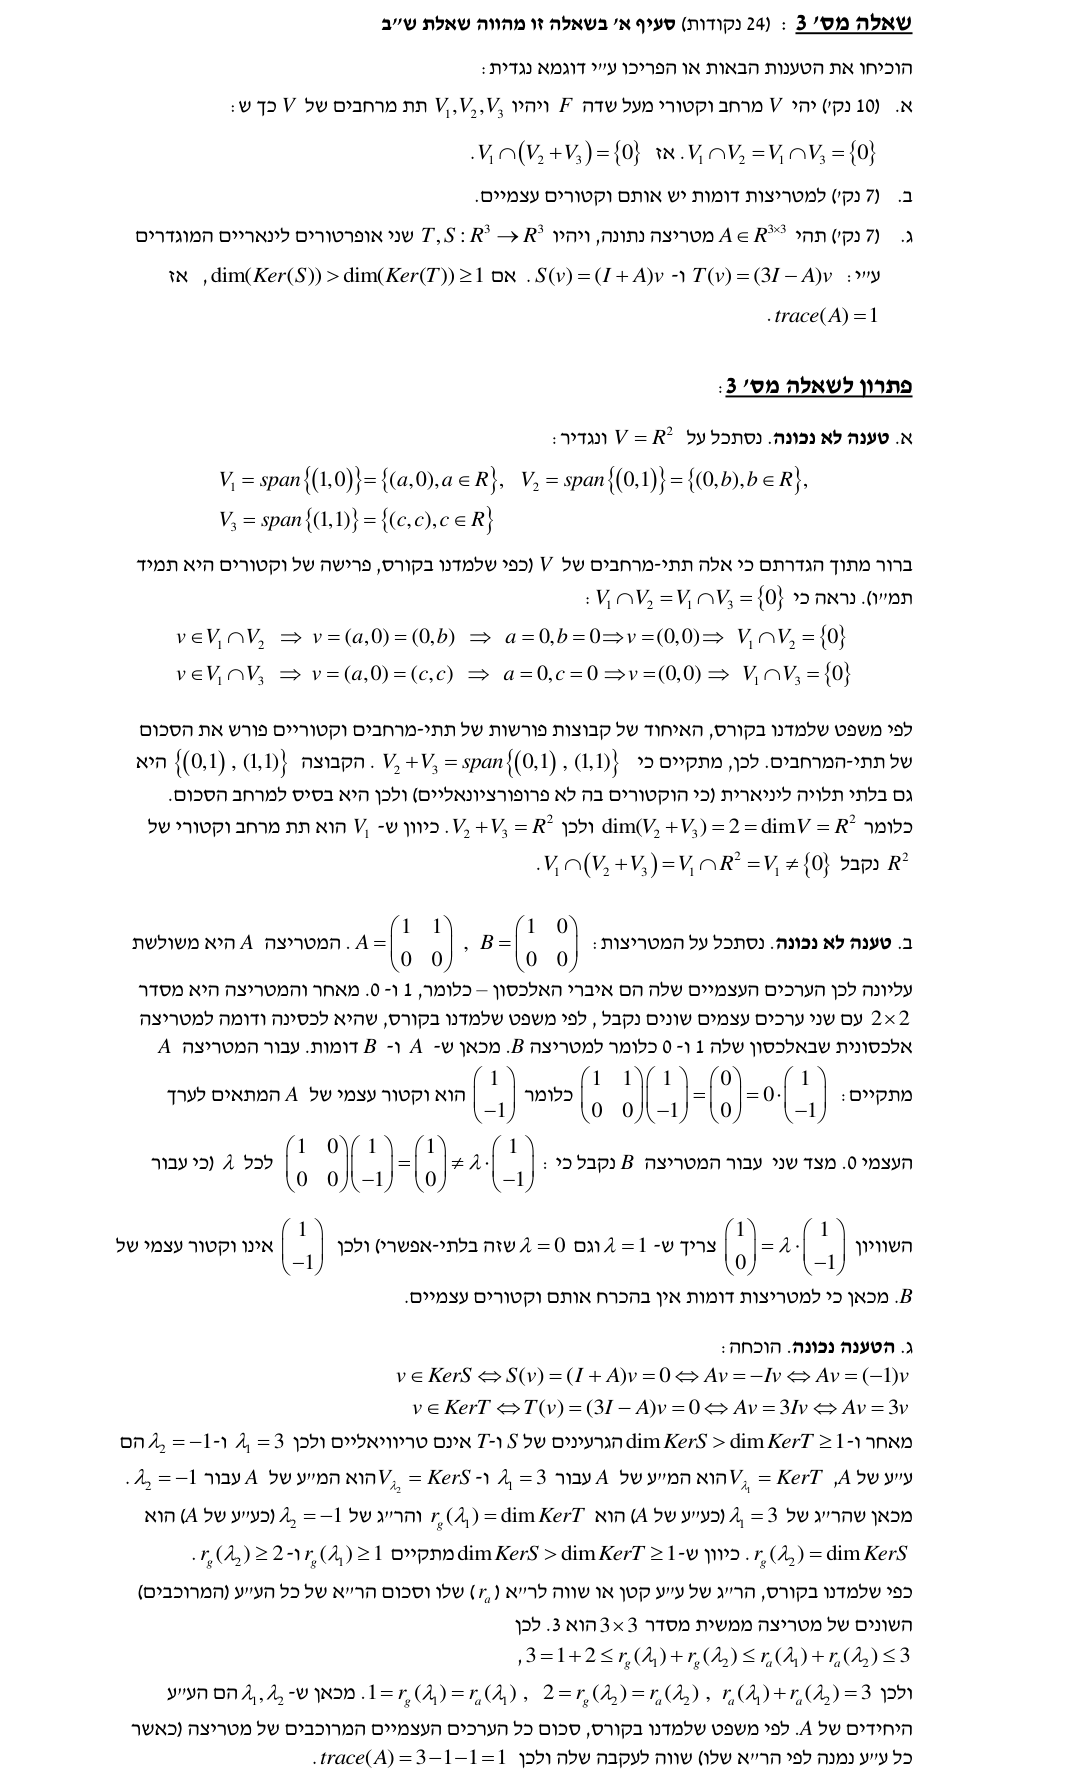 שאלה מס׳ 3 : (24 נקודות) סעיף א׳ בשאלה זו מהווה שאלת ש״ב
הוכיחו את הטענות הבאות או הפריכו ע״י דוגמא נגדית:
א. (10 נק׳) יהי V מרחב וקטורי מעל שדה F ויהיו V₁,V₂,V₃ תת מרחבים של V כך ש:
V₁∩V₂ = V₁∩V₃ = {0}. אז V₁∩(V₂+V₃) = {0}.
ב. (7 נק׳) למטריצות דומות יש אותם וקטורים עצמיים.
ג. (7 נק׳) תהי A∈R^{3×3} מטריצה נתונה, ויהיו T,S:R³→R³ שני אופרטורים לינאריים המוגדרים
ע״י: T(v)=(3I−A)v ו- S(v)=(I+A)v. אם dim(Ker(S))>dim(Ker(T))≥1, אז
trace(A)=1.
פתרון לשאלה מס׳ 3:
א. טענה לא נכונה. נסתכל על V=R² ונגדיר:
V₁=span{(1,0)}={(a,0),a∈R}, V₂=span{(0,1)}={(0,b),b∈R},
V₃=span{(1,1)}={(c,c),c∈R}
ברור מתוך הגדרתם כי אלה תתי-מרחבים של V (כפי שלמדנו בקורס, פרישה של וקטורים היא תמיד
תמ״ו). נראה כי V₁∩V₂=V₁∩V₃={0}:
v∈V₁∩V₂ ⇒ v=(a,0)=(0,b) ⇒ a=0,b=0⇒v=(0,0)⇒ V₁∩V₂={0}
v∈V₁∩V₃ ⇒ v=(a,0)=(c,c) ⇒ a=0,c=0⇒v=(0,0)⇒ V₁∩V₃={0}
לפי משפט שלמדנו בקורס, האיחוד של קבוצות פורשות של תתי-מרחבים וקטוריים פורש את הסכום
של תתי-המרחבים. לכן, מתקיים כי V₂+V₃=span{(0,1),(1,1)}. הקבוצה {(0,1),(1,1)} היא
גם בלתי תלויה ליניארית (כי הוקטורים בה לא פרופורציונאליים) ולכן היא בסיס למרחב הסכום.
כלומר dim(V₂+V₃)=2=dimV=R² ולכן V₂+V₃=R². כיוון ש- V₁ הוא תת מרחב וקטורי של
R² נקבל V₁∩(V₂+V₃)=V₁∩R²=V₁≠{0}.
ב. טענה לא נכונה. נסתכל על המטריצות: A=(1 1; 0 0), B=(1 0; 0 0). המטריצה A היא משולשת
עליונה לכן הערכים העצמיים שלה הם איברי האלכסון – כלומר, 1 ו- 0. מאחר והמטריצה היא מסדר
2×2 עם שני ערכים עצמים שונים נקבל, לפי משפט שלמדנו בקורס, שהיא לכסינה ודומה למטריצה
אלכסונית שבאלכסון שלה 1 ו- 0 כלומר למטריצה B. מכאן ש- A ו- B דומות. עבור המטריצה A
מתקיים: (1 1; 0 0)(1; −1)=(0; 0)=0·(1; −1) כלומר (1; −1) הוא וקטור עצמי של A המתאים לערך
העצמי 0. מצד שני עבור המטריצה B נקבל כי: (1 0; 0 0)(1; −1)=(1; 0)≠λ·(1; −1) לכל λ (כי עבור
השוויון (1; 0)=λ·(1; −1) צריך ש- λ=1 וגם λ=0 שזה בלתי-אפשרי) ולכן (1; −1) אינו וקטור עצמי של
B. מכאן כי למטריצות דומות אין בהכרח אותם וקטורים עצמיים.
ג. הטענה נכונה. הוכחה:
v∈KerS⇔S(v)=(I+A)v=0⇔Av=−Iv⇔Av=(−1)v
v∈KerT⇔T(v)=(3I−A)v=0⇔Av=3Iv⇔Av=3v
מאחר ו-dimKerS>dimKerT≥1 הגרעינים של S ו-T אינם טריוויאליים ולכן λ₁=3 ו-λ₂=−1 הם
ע״ע של A, V_{λ₁}=KerT הוא המ״ע של A עבור λ₁=3 ו- V_{λ₂}=KerS הוא המ״ע של A עבור λ₂=−1.
מכאן שהר״ג של λ₁=3 (כע״ע של A) הוא r_g(λ₁)=dimKerT והר״ג של λ₂=−1 (כע״ע של A) הוא
r_g(λ₂)=dimKerS. כיוון ש-dimKerS>dimKerT≥1 מתקיים r_g(λ₁)≥1 ו-r_g(λ₂)≥2.
כפי שלמדנו בקורס, הר״ג של ע״ע קטן או שווה לר״א (r_a) שלו וסכום הר״א של כל הע״ע (המרוכבים)
השונים של מטריצה ממשית מסדר 3×3 הוא 3. לכן
3=1+2≤r_g(λ₁)+r_g(λ₂)≤r_a(λ₁)+r_a(λ₂)≤3,
ולכן 1=r_g(λ₁)=r_a(λ₁), 2=r_g(λ₂)=r_a(λ₂), r_a(λ₁)+r_a(λ₂)=3. מכאן ש- λ₁,λ₂ הם הע״ע
היחידים של A. לפי משפט שלמדנו בקורס, סכום כל הערכים העצמיים המרוכבים של מטריצה (כאשר
כל ע״ע נמנה לפי הר״א שלו) שווה לעקבה שלה ולכן trace(A)=3−1−1=1.